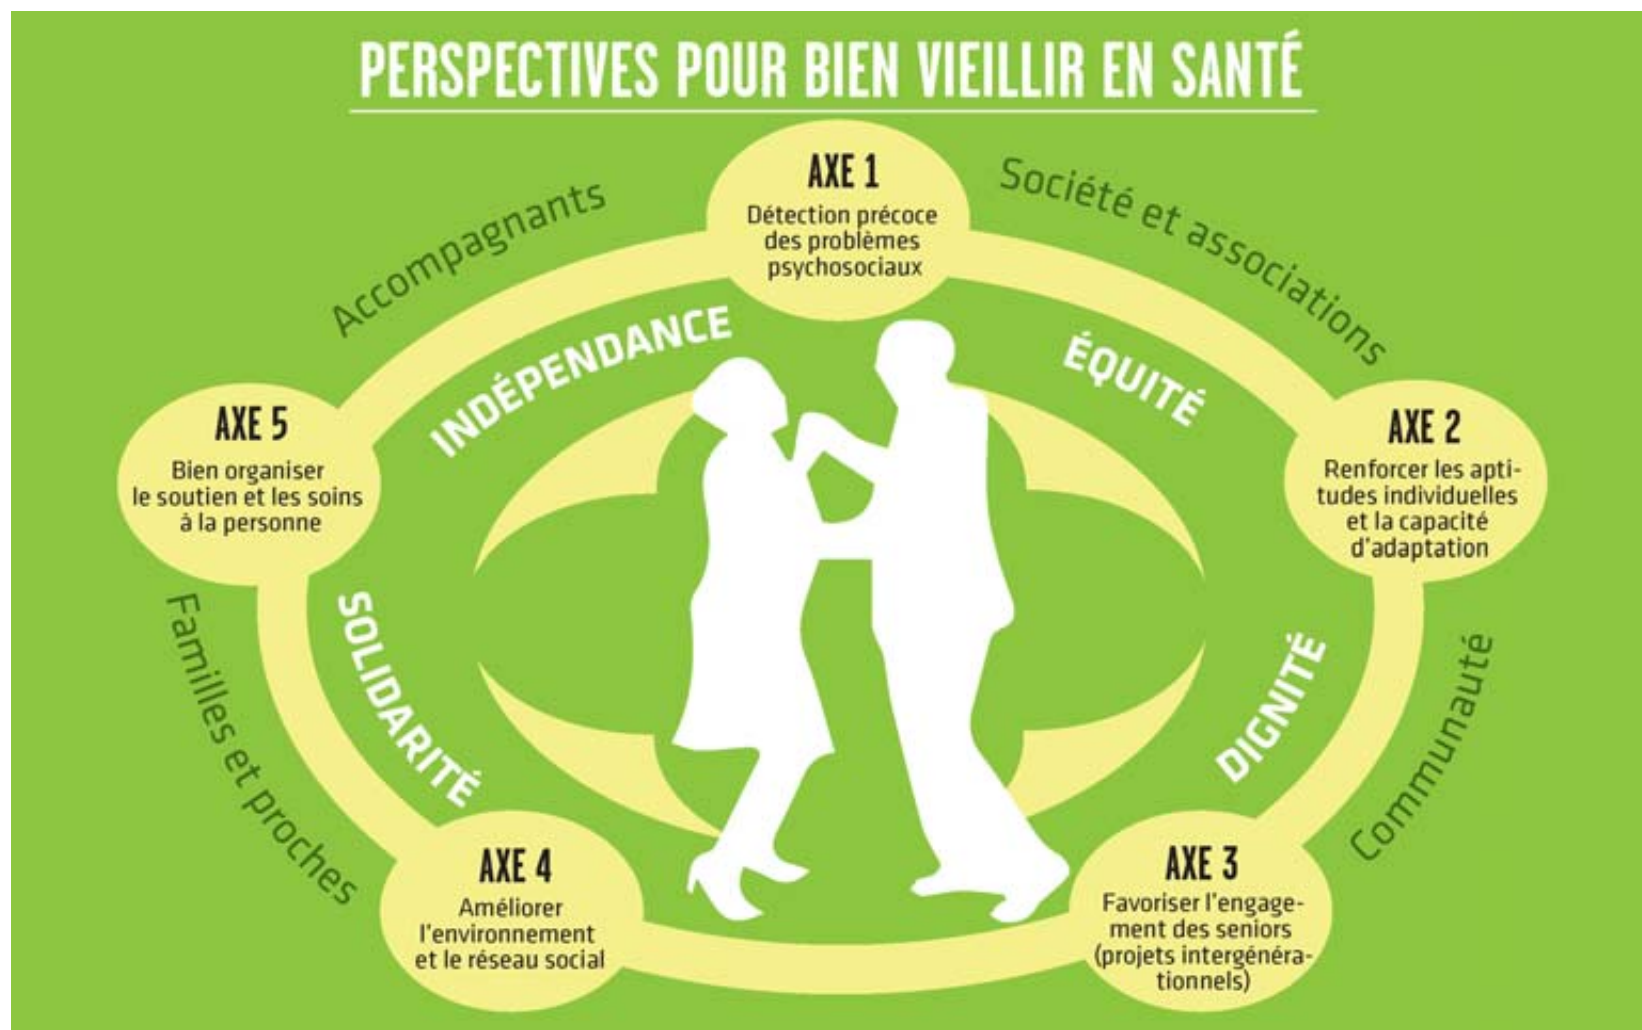 PERSPECTIVES POUR BIEN VIEILLIR EN SANTÉ
AXE 1
Détection précoce
des problèmes
psychosociaux
Accompagnants
Société et associations
INDÉPENDANCE
ÉQUITÉ
AXE 5
Bien organiser
le soutien et les soins
à la personne
AXE 2
Renforcer les apti-
tudes individuelles
et la capacité
d'adaptation
Familles et proches
SOLIDARITÉ
DIGNITÉ
Communauté
AXE 4
Améliorer
l'environnement
et le réseau social
AXE 3
Favoriser l'engage-
ment des seniors
(projets intergénéra-
tionnels)